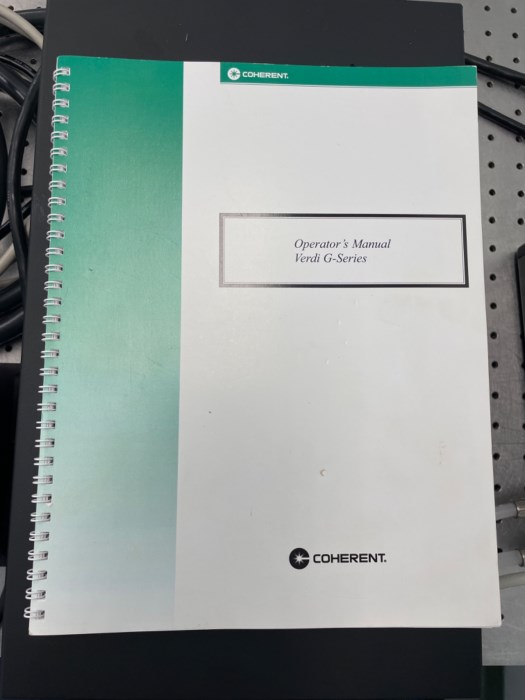 COHERENT.
Operator's Manual
Verdi G-Series
COHERENT.